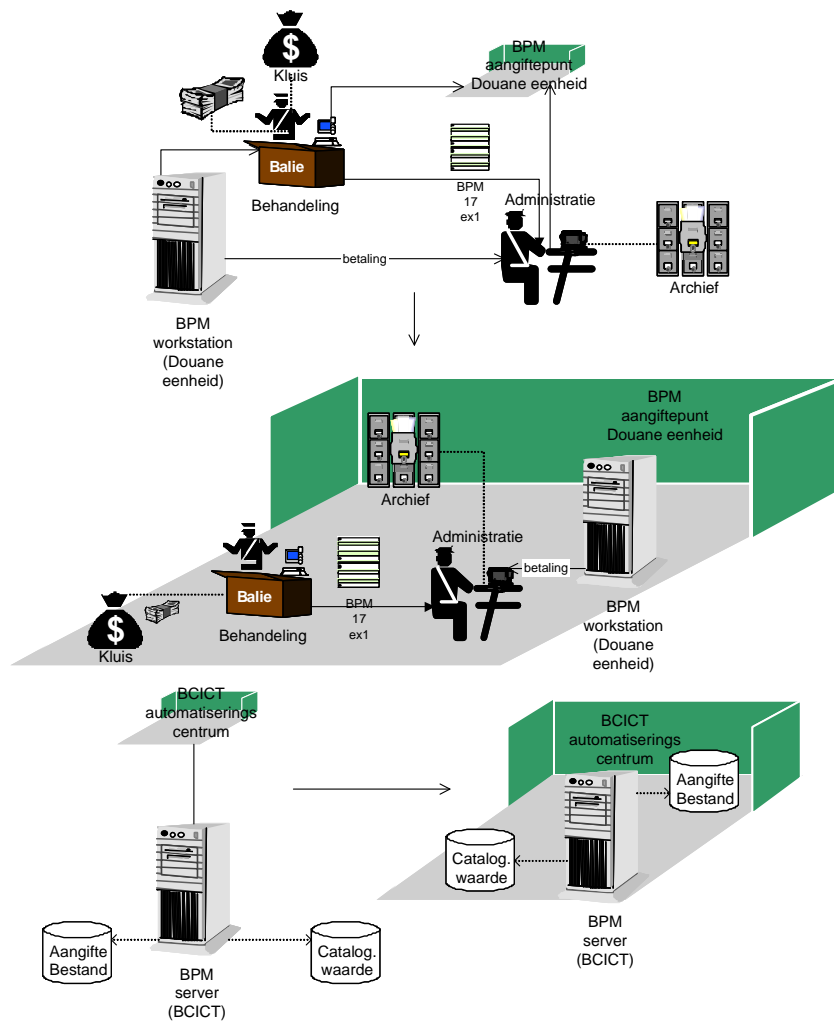 BPM
aangiftepunt
Douane eenheid
$
Kluis
Balie
Behandeling
BPM
17
ex1
Administratie
betaling
Archief
BPM
workstation
(Douane
eenheid)
BPM
aangiftepunt
Douane eenheid
Archief
Administratie
betaling
Balie
BPM
17
ex1
$
Behandeling
Kluis
BPM
workstation
(Douane
eenheid)
BCICT
automatiserings
centrum
BCICT
automatiserings
centrum
Aangifte
Bestand
Catalog.
waarde
Aangifte
Bestand
Catalog.
waarde
BPM
server
(BCICT)
BPM
server
(BCICT)